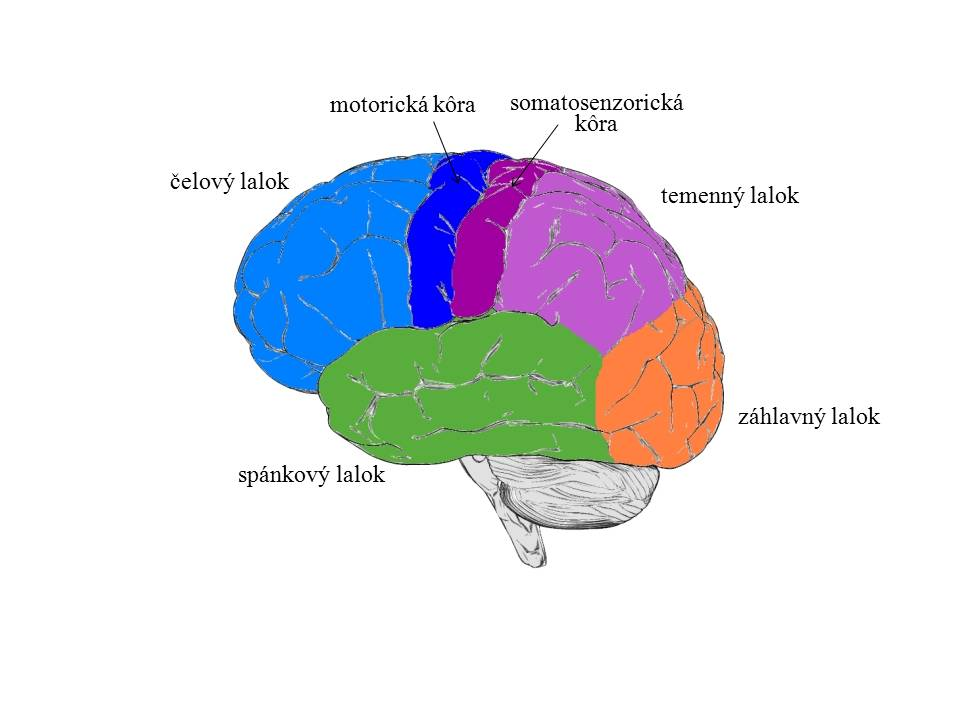 motorická kôra
somatosenzorická
kôra
čelový lalok
temenný lalok
záhlavný lalok
spánkový lalok